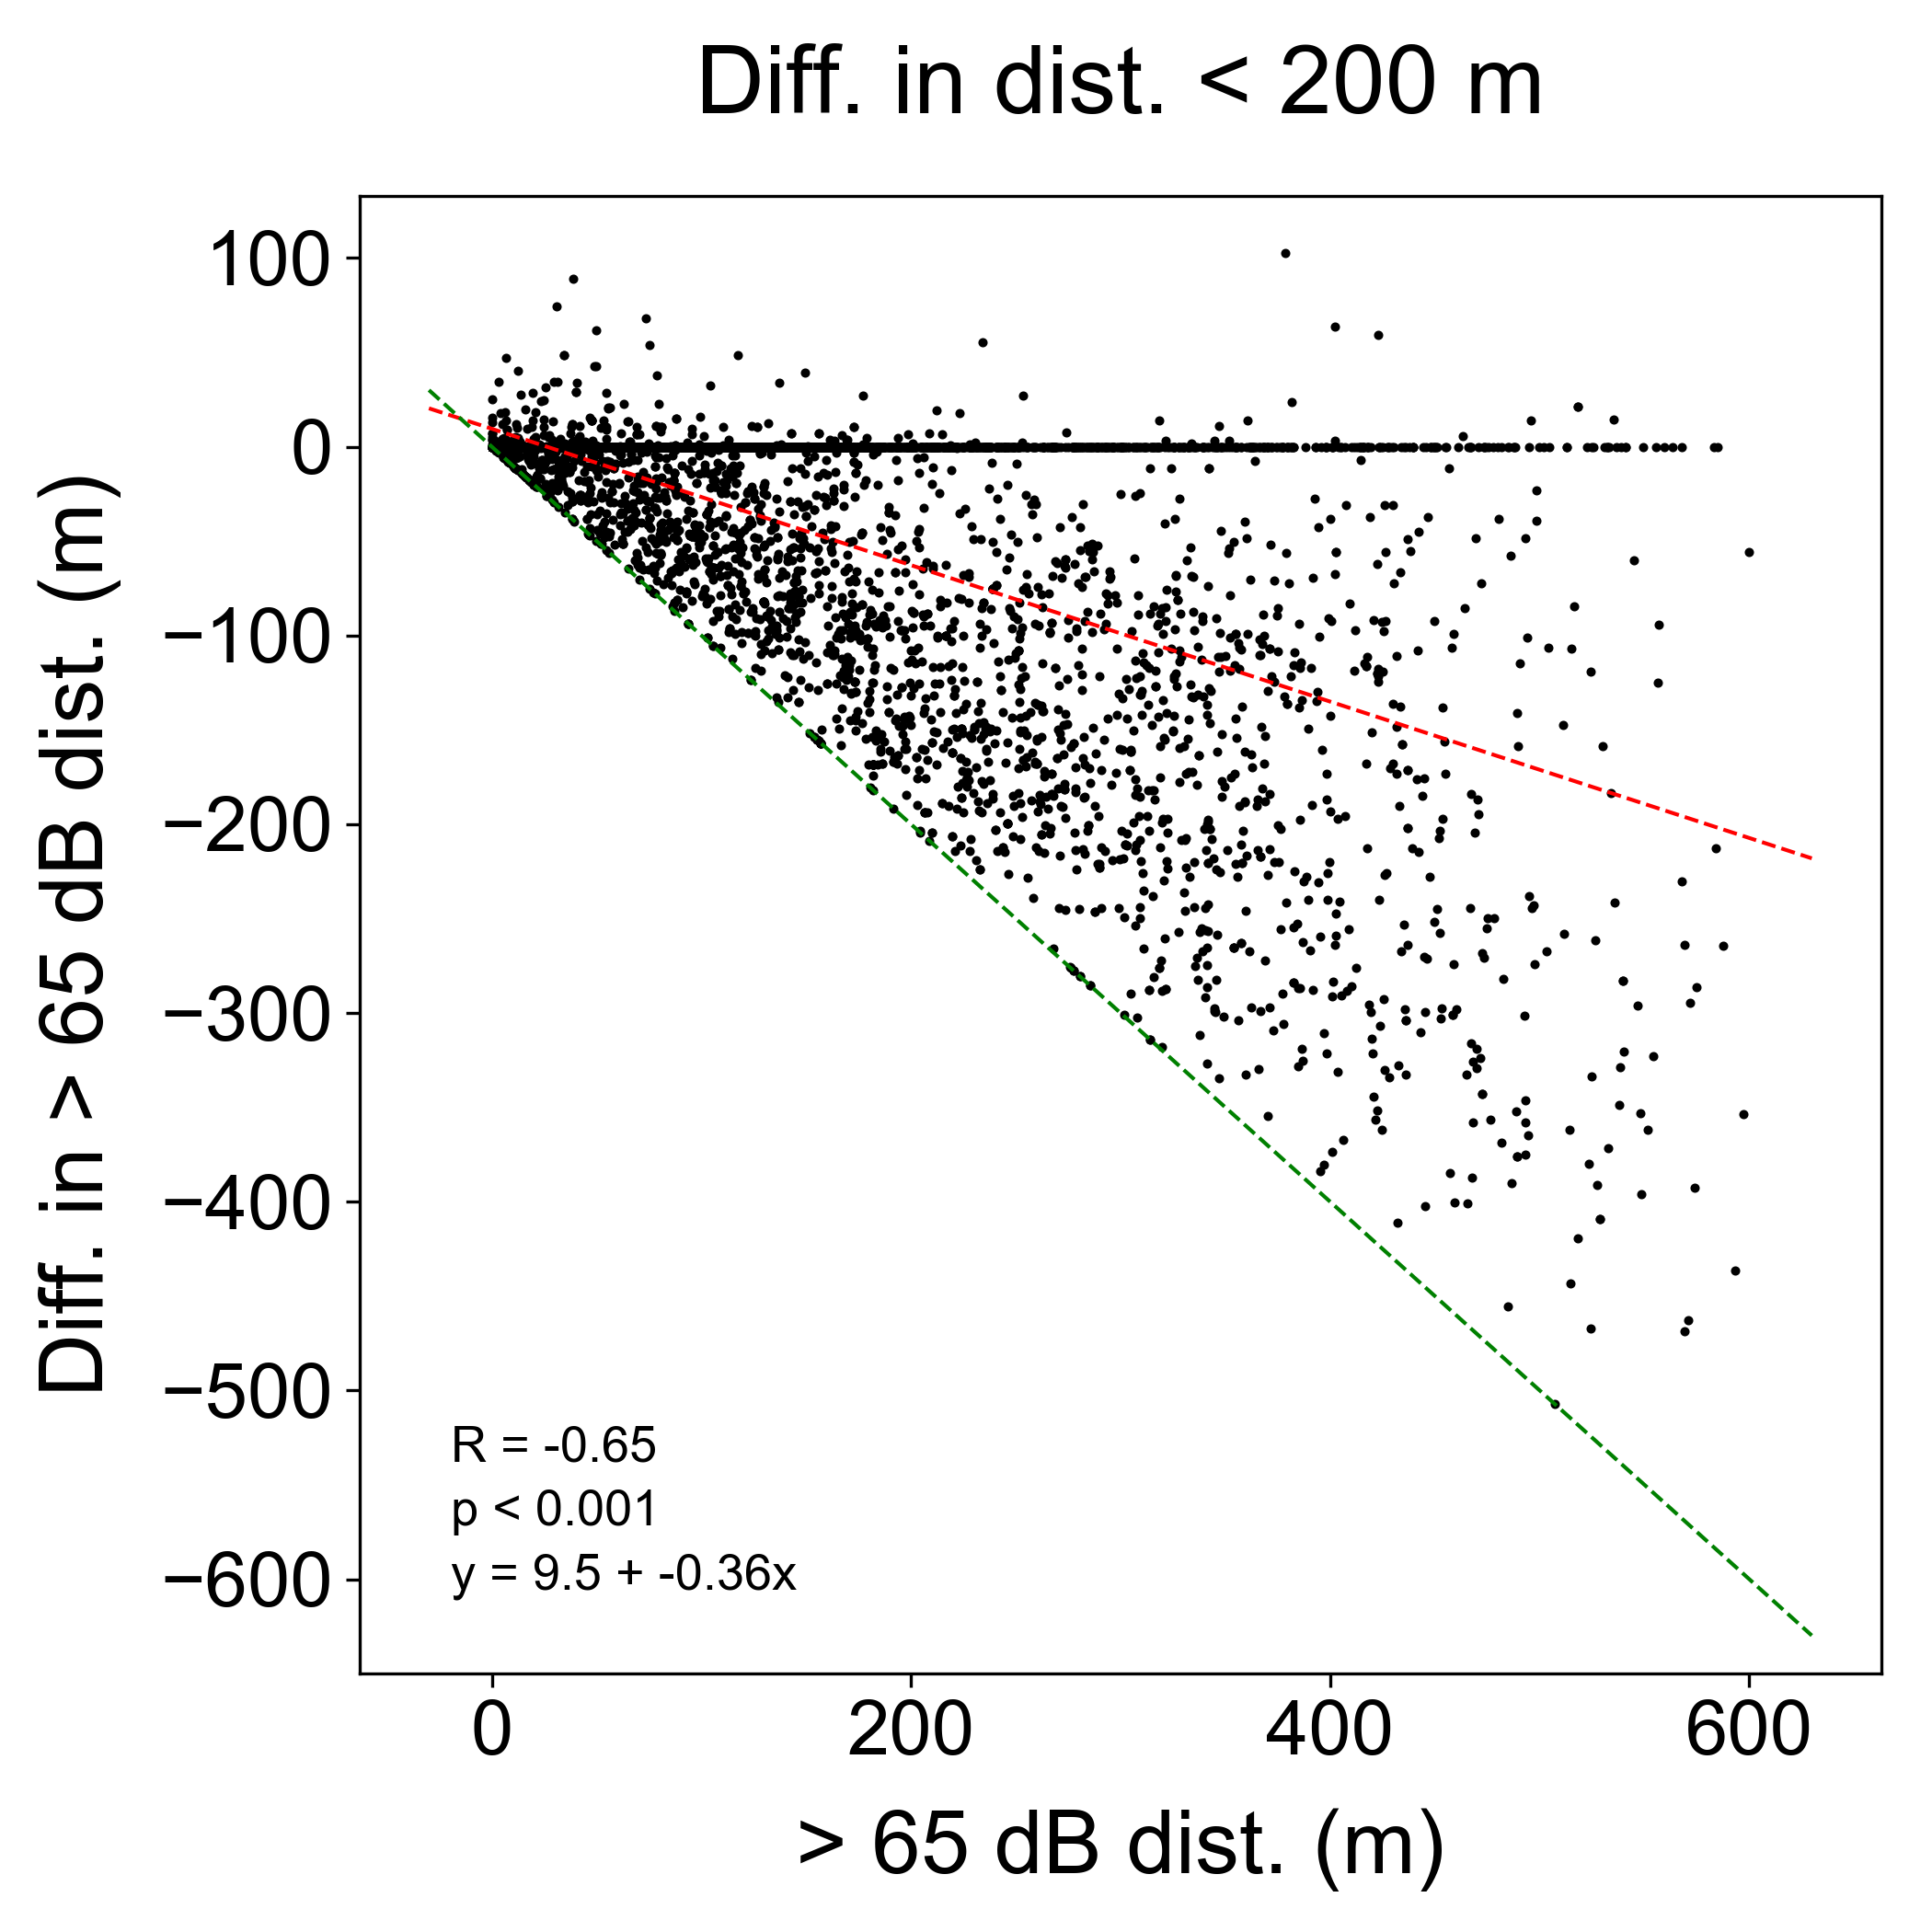 Diff. in dist. < 200 m
Diff. in > 65 dB dist. (m)
100
0
−100
−200
−300
−400
−500
−600
R = -0.65
p < 0.001
y = 9.5 + -0.36x
0 200 400 600
> 65 dB dist. (m)